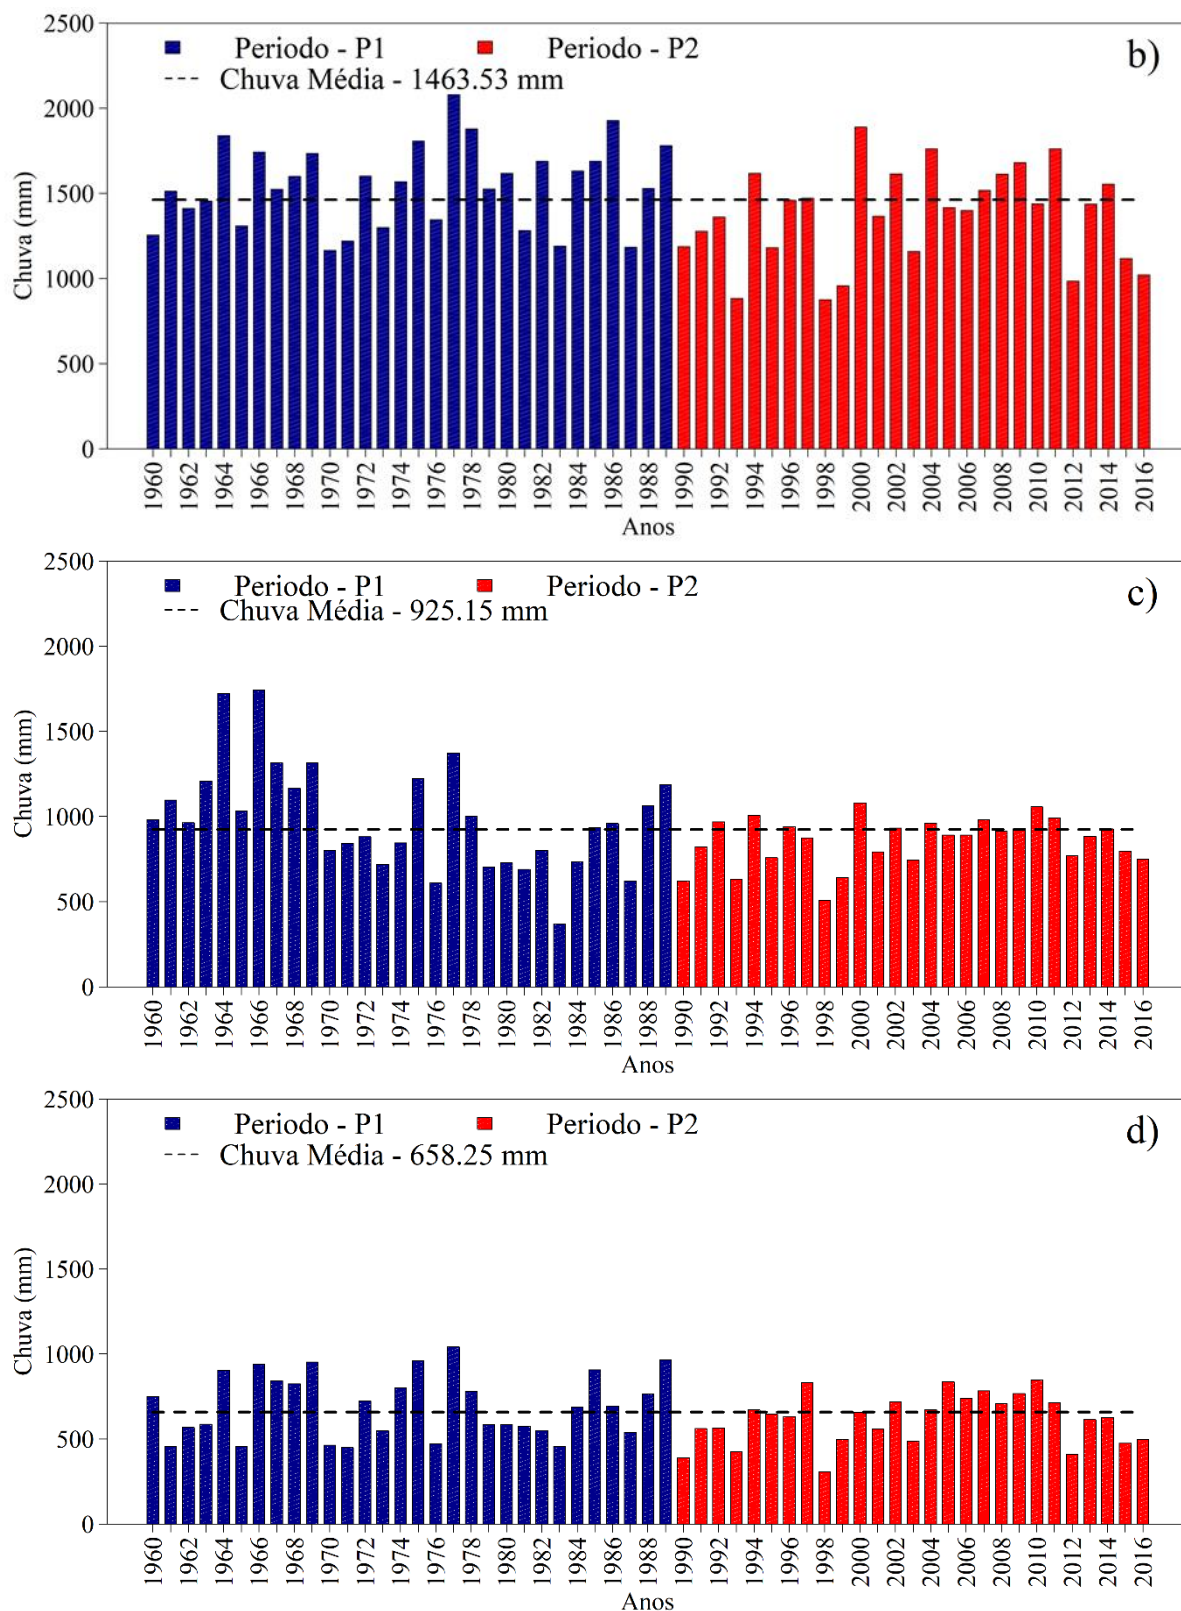 2500
2000
1500
1000
500
0
Chuva (mm)
Periodo - P1
Periodo - P2
Chuva Média - 1463.53 mm
b)
1960 1962 1964 1966 1968 1970 1972 1974 1976 1978 1980 1982 1984 1986 1988 1990 1992 1994 1996 1998 2000 2002 2004 2006 2008 2010 2012 2014 2016
Anos
2500
2000
1500
1000
500
0
Chuva (mm)
Periodo - P1
Periodo - P2
Chuva Média - 925.15 mm
c)
1960 1962 1964 1966 1968 1970 1972 1974 1976 1978 1980 1982 1984 1986 1988 1990 1992 1994 1996 1998 2000 2002 2004 2006 2008 2010 2012 2014 2016
Anos
2500
2000
1500
1000
500
0
Chuva (mm)
Periodo - P1
Periodo - P2
Chuva Média - 658.25 mm
d)
1960 1962 1964 1966 1968 1970 1972 1974 1976 1978 1980 1982 1984 1986 1988 1990 1992 1994 1996 1998 2000 2002 2004 2006 2008 2010 2012 2014 2016
Anos